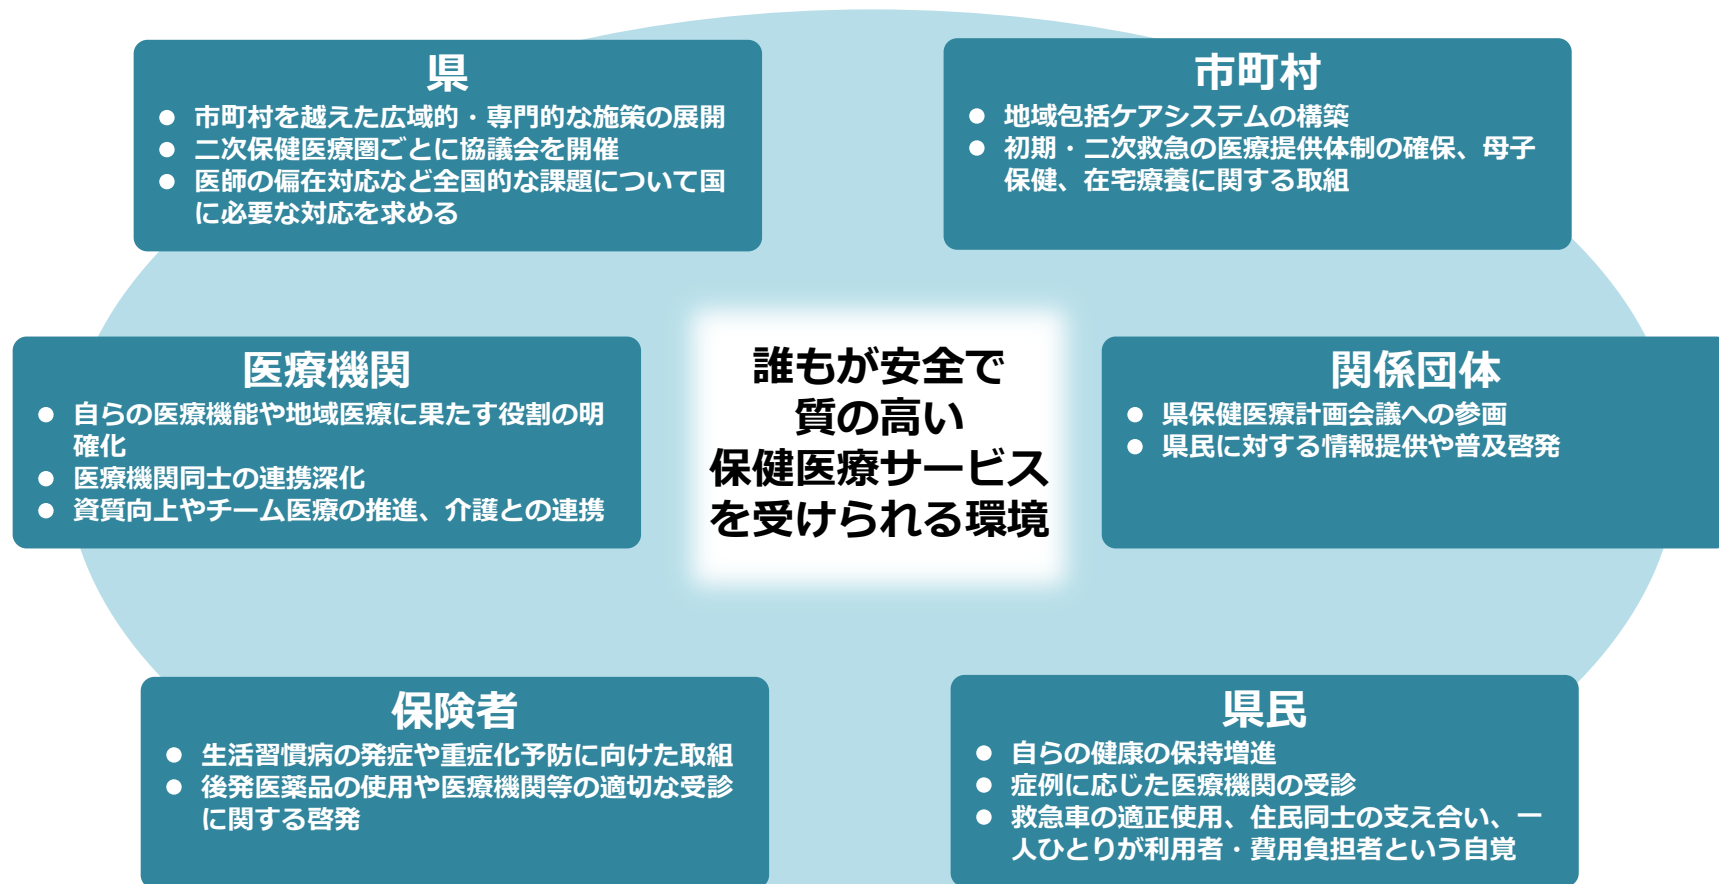 県
● 市町村を越えた広域的・専門的な施策の展開
● 二次保健医療圏ごとに協議会を開催
● 医師の偏在対応など全国的な課題について国
に必要な対応を求める
市町村
● 地域包括ケアシステムの構築
● 初期・二次救急の医療提供体制の確保、母子
保健、在宅療養に関する取組
医療機関
● 自らの医療機能や地域医療に果たす役割の明
確化
● 医療機関同士の連携深化
● 資質向上やチーム医療の推進、介護との連携
誰もが安全で
質の高い
保健医療サービス
を受けられる環境
関係団体
● 県保健医療計画会議への参画
● 県民に対する情報提供や普及啓発
保険者
● 生活習慣病の発症や重症化予防に向けた取組
● 後発医薬品の使用や医療機関等の適切な受診
に関する啓発
県民
● 自らの健康の保持増進
● 症例に応じた医療機関の受診
● 救急車の適正使用、住民同士の支え合い、一
人ひとりが利用者・費用負担者という自覚